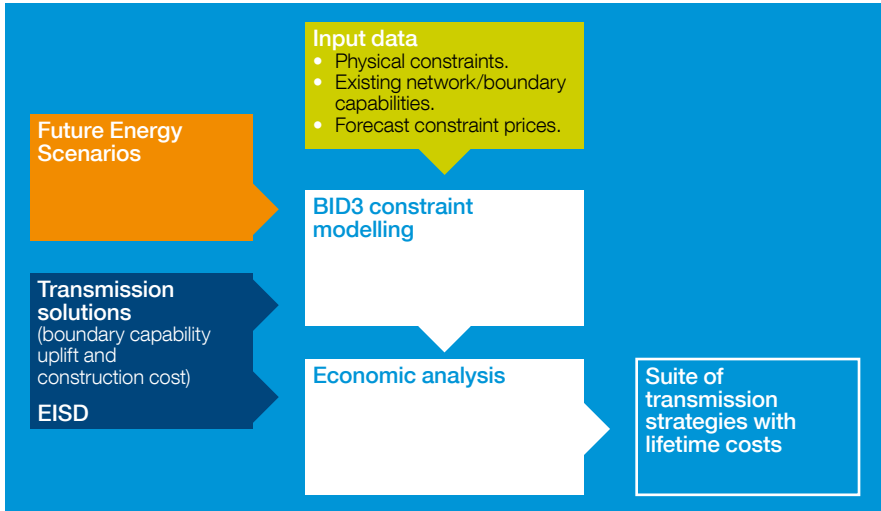 Input data
• Physical constraints.
• Existing network/boundary
capabilities.
• Forecast constraint prices.
Future Energy
Scenarios
BID3 constraint
modelling
Transmission
solutions
(boundary capability
uplift and
construction cost)
EISD
Economic analysis
Suite of
transmission
strategies with
lifetime costs